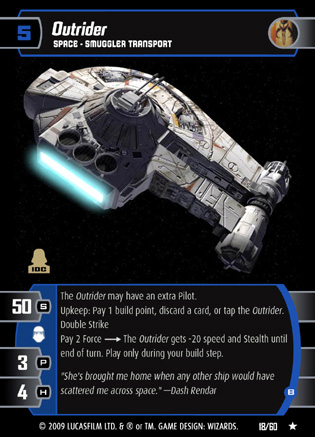 5
Outrider
SPACE - SMUGGLER TRANSPORT
IDC
50 S
3 P
4 H
The Outrider may have an extra Pilot.
Upkeep: Pay 1 build point, discard a card, or tap the Outrider.
Double Strike
Pay 2 Force → The Outrider gets -20 speed and Stealth until
end of turn. Play only during your build step.
"She's brought me home when any other ship would have
scattered me across space." —Dash Rendar
B
© 2009 LUCASFILM LTD. & ® or TM. GAME DESIGN: WIZARDS. 18/60 ★